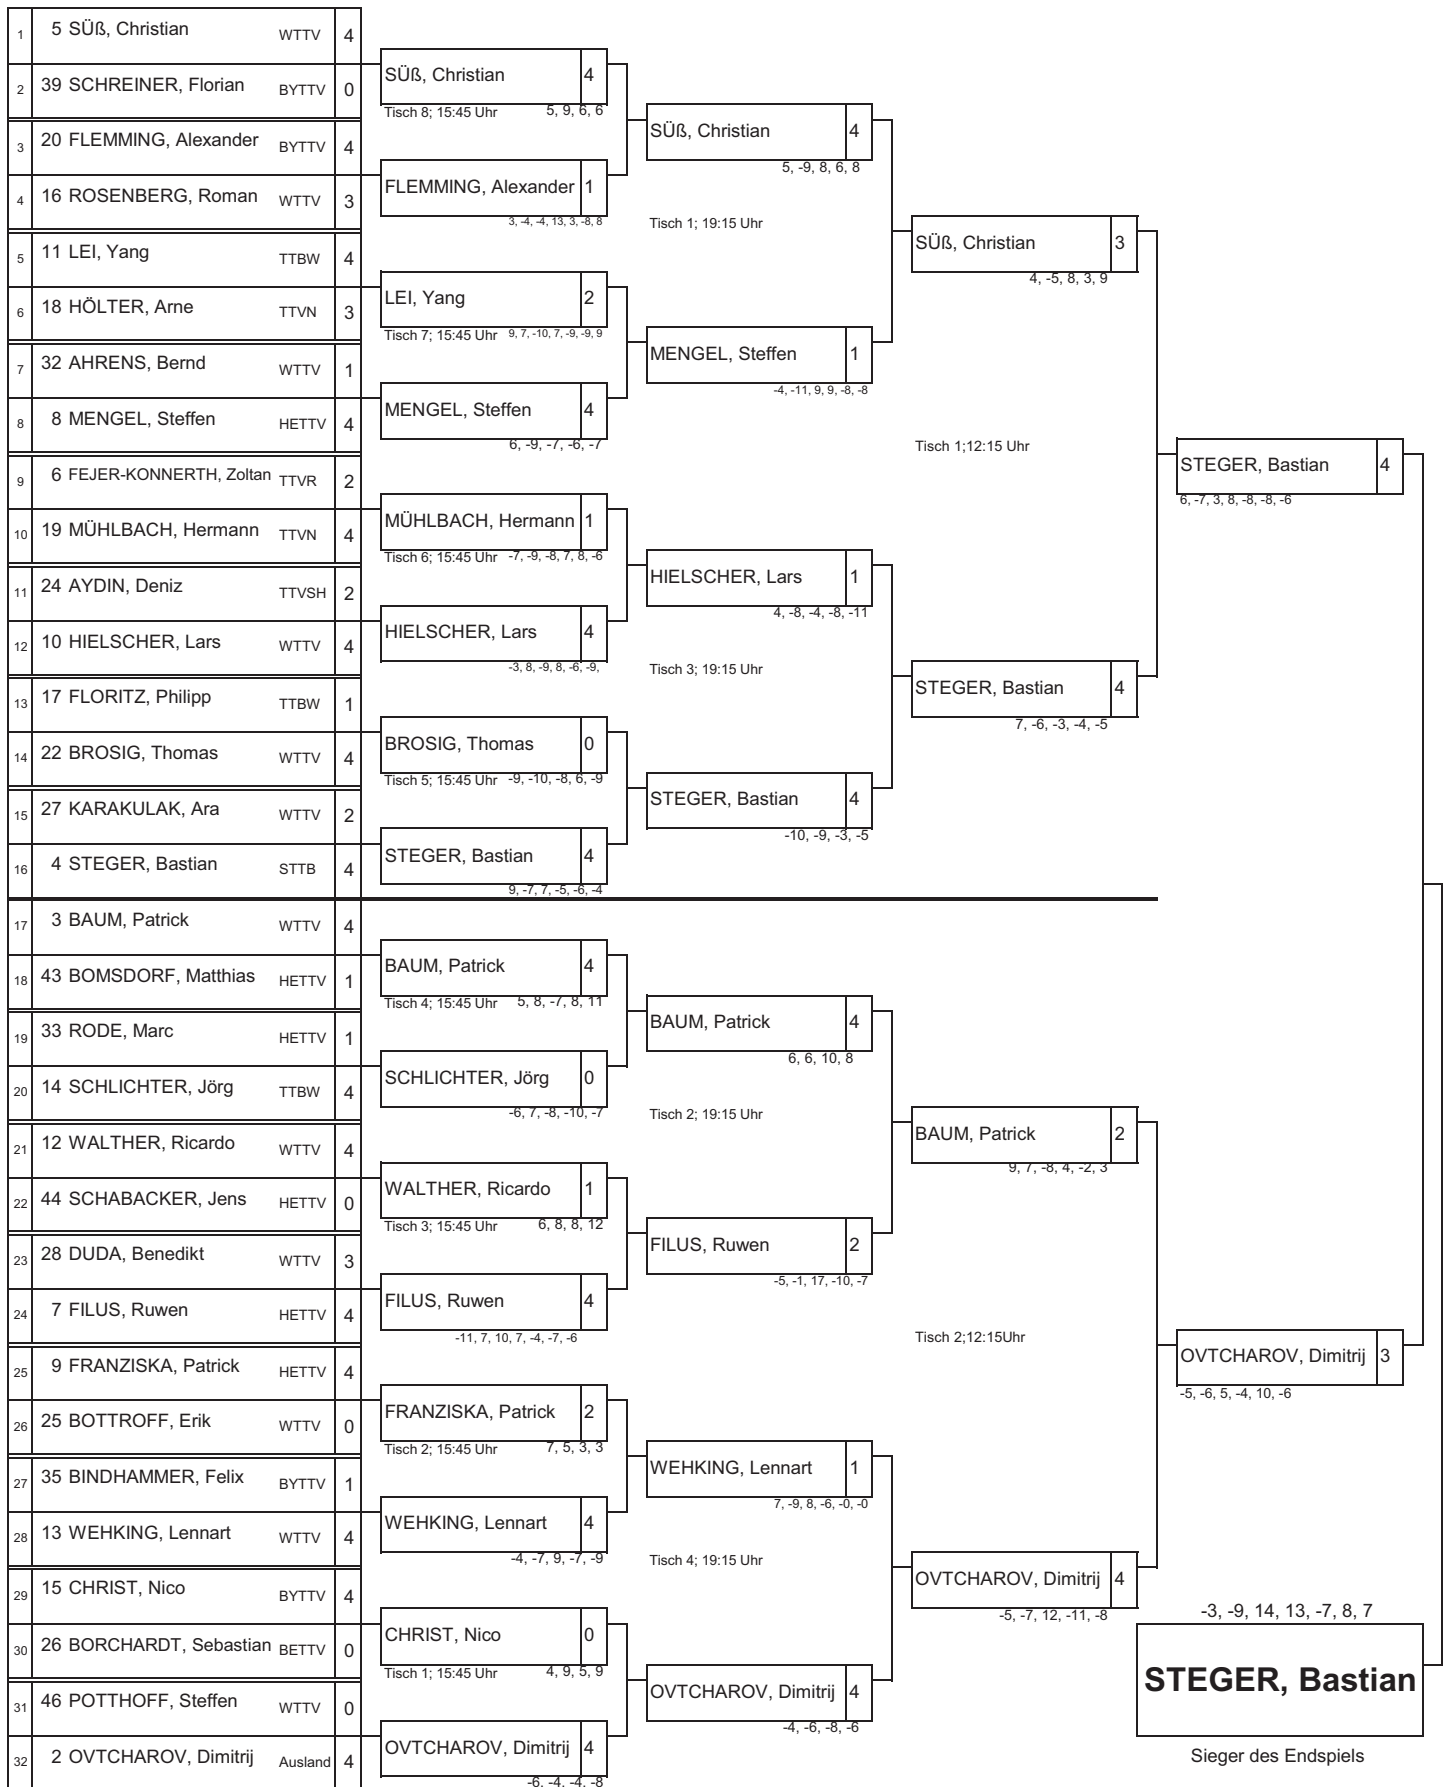 1 5 SÜß, Christian WTTV 4
2 39 SCHREINER, Florian BYTTV 0
3 20 FLEMMING, Alexander BYTTV 4
4 16 ROSENBERG, Roman WTTV 3
5 11 LEI, Yang TTBW 4
6 18 HÖLTER, Arne TTVN 3
7 32 AHRENS, Bernd WTTV 1
8 8 MENGEL, Steffen HETTV 4
9 6 FEJER-KONNERTH, Zoltan TTVR 2
10 19 MÜHLBACH, Hermann TTVN 4
11 24 AYDIN, Deniz TTVSH 2
12 10 HIELSCHER, Lars WTTV 4
13 17 FLORITZ, Philipp TTBW 1
14 22 BROSIG, Thomas WTTV 4
15 27 KARAKULAK, Ara WTTV 2
16 4 STEGER, Bastian STTB 4
17 3 BAUM, Patrick WTTV 4
18 43 BOMSDORF, Matthias HETTV 1
19 33 RODE, Marc HETTV 1
20 14 SCHLICHTER, Jörg TTBW 4
21 12 WALTHER, Ricardo WTTV 4
22 44 SCHABACKER, Jens HETTV 0
23 28 DUDA, Benedikt WTTV 3
24 7 FILUS, Ruwen HETTV 4
25 9 FRANZISKA, Patrick HETTV 4
26 25 BOTTROFF, Erik WTTV 0
27 35 BINDHAMMER, Felix BYTTV 1
28 13 WEHKING, Lennart WTTV 4
29 15 CHRIST, Nico BYTTV 4
30 26 BORCHARDT, Sebastian BETTV 0
31 46 POTTHOFF, Steffen WTTV 0
32 2 OVTCHAROV, Dimitrij Ausland 4
SÜß, Christian 4
Tisch 8; 15:45 Uhr 5, 9, 6, 6
FLEMMING, Alexander 1
3, -4, -4, 13, 3, -8, 8
LEI, Yang 2
Tisch 7; 15:45 Uhr 9, 7, -10, 7, -9, -9, 9
MENGEL, Steffen 4
6, -9, -7, -6, -7
MÜHLBACH, Hermann 1
Tisch 6; 15:45 Uhr -7, -9, -8, 7, 8, -6
HIELSCHER, Lars 4
-3, 8, -9, 8, -6, -9,
BROSIG, Thomas 0
Tisch 5; 15:45 Uhr -9, -10, -8, 6, -9
STEGER, Bastian 4
9, -7, 7, -5, -6, -4
BAUM, Patrick 4
Tisch 4; 15:45 Uhr 5, 8, -7, 8, 11
SCHLICHTER, Jörg 0
-6, 7, -8, -10, -7
WALTHER, Ricardo 1
Tisch 3; 15:45 Uhr 6, 8, 8, 12
FILUS, Ruwen 4
-11, 7, 10, 7, -4, -7, -6
FRANZISKA, Patrick 2
Tisch 2; 15:45 Uhr 7, 5, 3, 3
WEHKING, Lennart 4
-4, -7, 9, -7, -9
CHRIST, Nico 0
Tisch 1; 15:45 Uhr 4, 9, 5, 9
OVTCHAROV, Dimitrij 4
-6, -4, -4, -8
SÜß, Christian 4
5, -9, 8, 6, 8
Tisch 1; 19:15 Uhr
MENGEL, Steffen 1
-4, -11, 9, 9, -8, -8
HIELSCHER, Lars 1
4, -8, -4, -8, -11
Tisch 3; 19:15 Uhr
STEGER, Bastian 4
-10, -9, -3, -5
BAUM, Patrick 4
6, 6, 10, 8
Tisch 2; 19:15 Uhr
FILUS, Ruwen 2
-5, -1, 17, -10, -7
WEHKING, Lennart 1
7, -9, 8, -6, -0, -0
Tisch 4; 19:15 Uhr
OVTCHAROV, Dimitrij 4
-4, -6, -8, -6
SÜß, Christian 3
4, -5, 8, 3, 9
Tisch 1;12:15 Uhr
STEGER, Bastian 4
7, -6, -3, -4, -5
BAUM, Patrick 2
9, 7, -8, 4, -2, 3
Tisch 2;12:15Uhr
OVTCHAROV, Dimitrij 4
-5, -7, 12, -11, -8
STEGER, Bastian 4
6, -7, 3, 8, -8, -8, -6
OVTCHAROV, Dimitrij 3
-5, -6, 5, -4, 10, -6
-3, -9, 14, 13, -7, 8, 7
STEGER, Bastian
Sieger des Endspiels